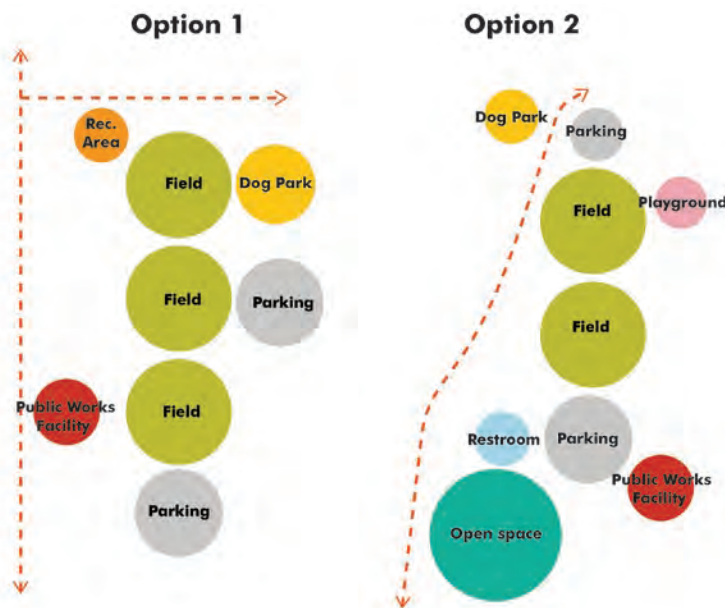 Option 1
Rec.
Area
Field
Dog Park
Field
Parking
Public Works
Facility
Field
Parking
Option 2
Dog Park
Parking
Field
Playground
Field
Restroom
Parking
Public Works
Facility
Open space